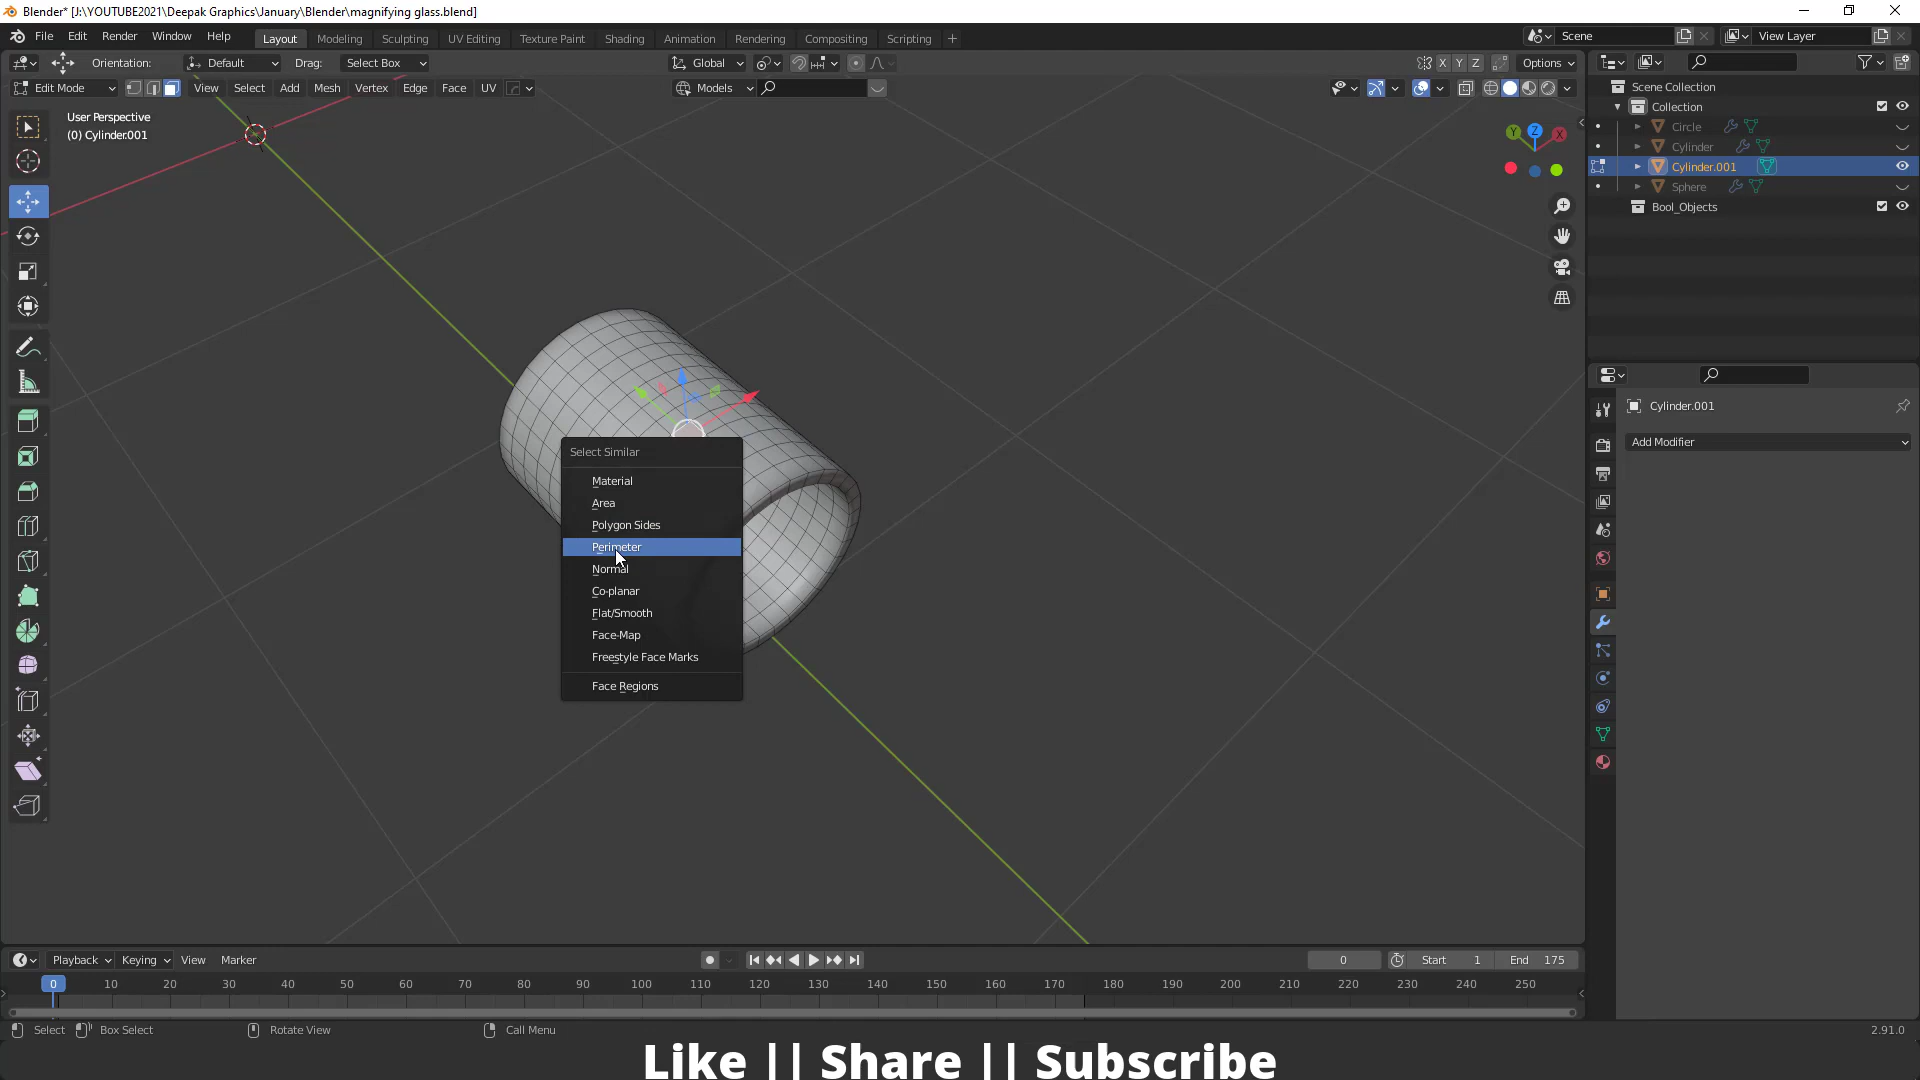 Blender* [J:\YOUTUBE2021\Deepak Graphics\January\Blender\magnifying glass.blend]
File Edit Render Window Help Layout Modeling Sculpting UV Editing Texture Paint Shading Animation Rendering Compositing Scripting + Scene View Layer
Orientation: Default Drag: Select Box Global X Y Z Options
Edit Mode View Select Add Mesh Vertex Edge Face UV Models
User Perspective
(0) Cylinder.001
Y Z X
Scene Collection
Collection
Circle
Cylinder
Cylinder.001
Sphere
Bool_Objects
Cylinder.001
Add Modifier
Select Similar
Material
Area
Polygon Sides
Perimeter
Normal
Co-planar
Flat/Smooth
Face-Map
Freestyle Face Marks
Face Regions
Playback Keying View Marker 0 Start 1 End 175
0 10 20 30 40 50 60 70 80 90 100 110 120 130 140 150 160 170 180 190 200 210 220 230 240 250
Select Box Select Rotate View Call Menu 2.91.0
Like || Share || Subscribe